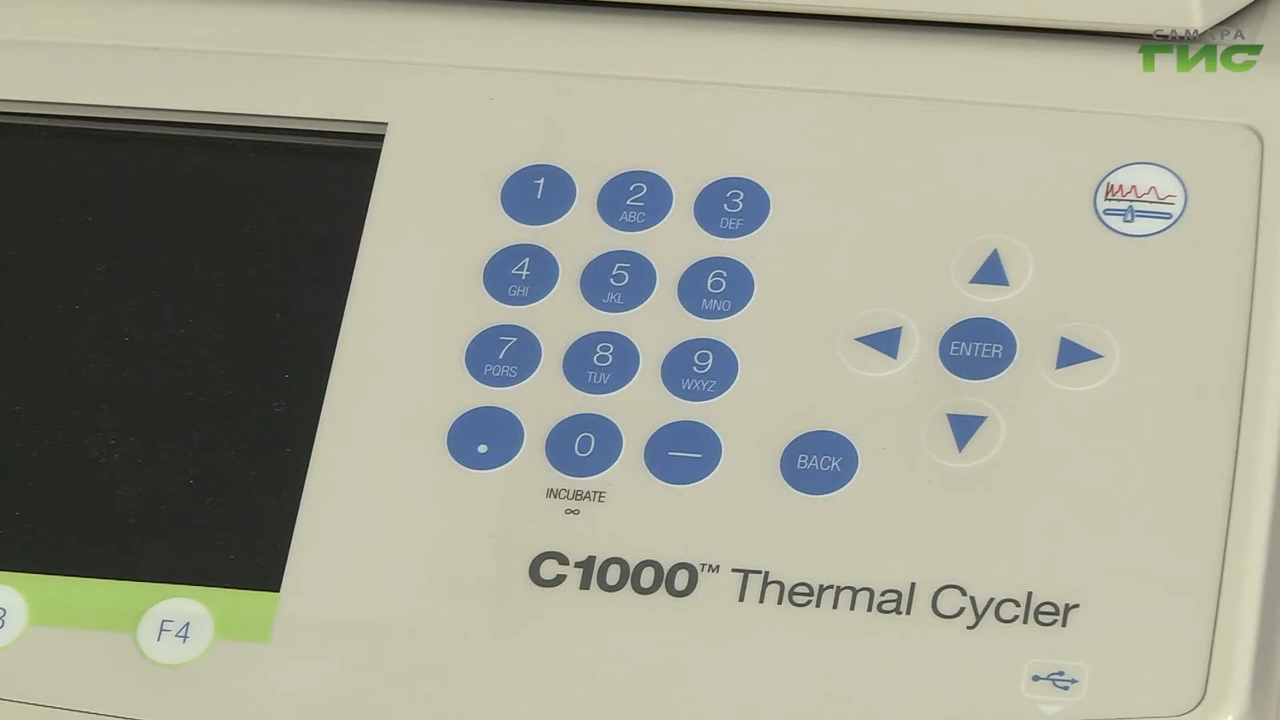 САМАРА
ГИС
1
2
ABC
3
DEF
4
GHI
5
JKL
6
MNO
7
PQRS
8
TUV
9
WXYZ
.
0
—
INCUBATE
∞
ENTER
BACK
C1000™ Thermal Cycler
F4